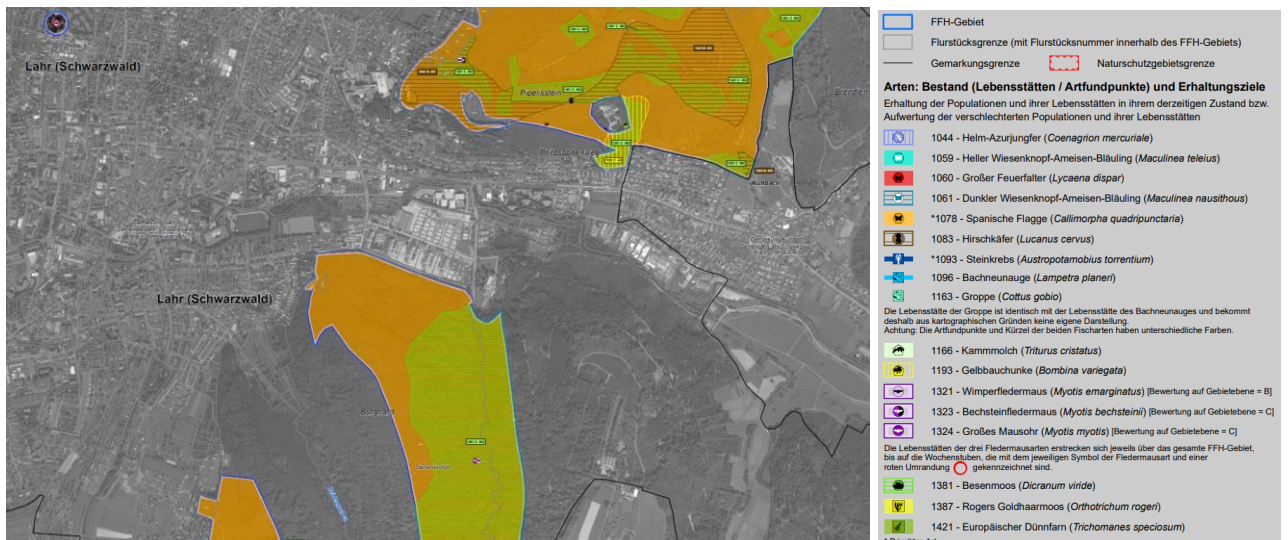 Lahr (Schwarzwald)
Pipelisstein
Philosophenweg
Kuhbach
Lahr (Schwarzwald)
Burghard
FFH-Gebiet
Flurstücksgrenze (mit Flurstücksnummer innerhalb des FFH-Gebiets)
Gemarkungsgrenze Naturschutzgebietsgrenze
Arten: Bestand (Lebensstätten / Artfundpunkte) und Erhaltungsziele
Erhaltung der Populationen und ihrer Lebensstätten in ihrem derzeitigen Zustand bzw.
Aufwertung der verschlechterten Populationen und ihrer Lebensstätten
1044 - Helm-Azurjungfer (Coenagrion mercuriale)
1059 - Heller Wiesenknopf-Ameisen-Bläuling (Maculinea teleius)
1060 - Großer Feuerfalter (Lycaena dispar)
1061 - Dunkler Wiesenknopf-Ameisen-Bläuling (Maculinea nausithous)
*1078 - Spanische Flagge (Callimorpha quadripunctaria)
1083 - Hirschkäfer (Lucanus cervus)
*1093 - Steinkrebs (Austropotamobius torrentium)
1096 - Bachneunauge (Lampetra planeri)
1163 - Groppe (Cottus gobio)
Die Lebensstätte der Groppe ist identisch mit der Lebensstätte des Bachneunauges und bekommt
deshalb aus kartographischen Gründen keine eigene Darstellung.
Achtung: Die Artfundpunkte und Kürzel der beiden Fischarten haben unterschiedliche Farben.
1166 - Kammmolch (Triturus cristatus)
1193 - Gelbbauchunke (Bombina variegata)
1321 - Wimperfledermaus (Myotis emarginatus) [Bewertung auf Gebietebene = B]
1323 - Bechsteinfledermaus (Myotis bechsteinii) [Bewertung auf Gebietebene = C]
1324 - Großes Mausohr (Myotis myotis) [Bewertung auf Gebietebene = C]
Die Lebensstätten der drei Fledermausarten erstrecken sich jeweils über das gesamte FFH-Gebiet,
bis auf die Wochenstuben, die mit dem jeweiligen Symbol der Fledermausart und einer
roten Umrandung gekennzeichnet sind.
1381 - Besenmoos (Dicranum viride)
1387 - Rogers Goldhaarmoos (Orthotrichum rogeri)
1421 - Europäischer Dünnfarn (Trichomanes speciosum)